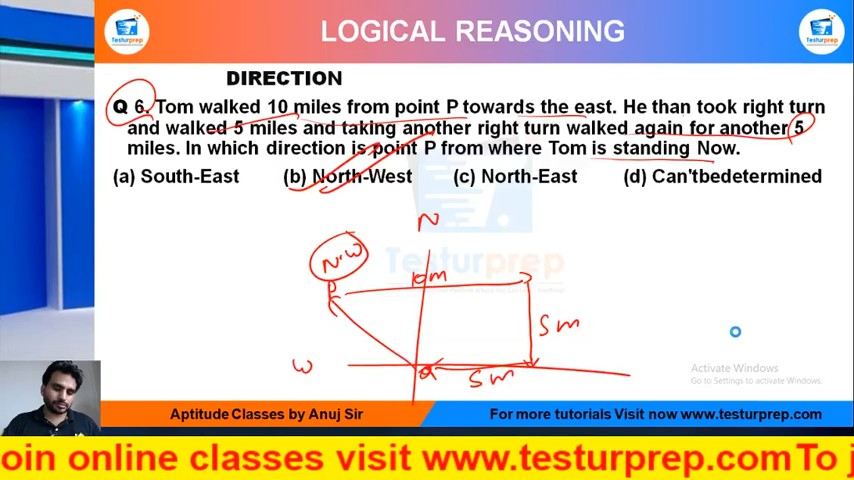 Testurprep
LOGICAL REASONING
Testurprep
DIRECTION
Q 6. Tom walked 10 miles from point P towards the east. He than took right turn
and walked 5 miles and taking another right turn walked again for another 5
miles. In which direction is point P from where Tom is standing Now.
(a) South-East (b) North-West (c) North-East (d) Can'tbedetermined
N
N-W
Testurprep
10m
P
5m
W
5m
Activate Windows
Go to Settings to activate Windows.
Aptitude Classes by Anuj Sir For more tutorials Visit now www.testurprep.com
oin online classes visit www.testurprep.comTo j